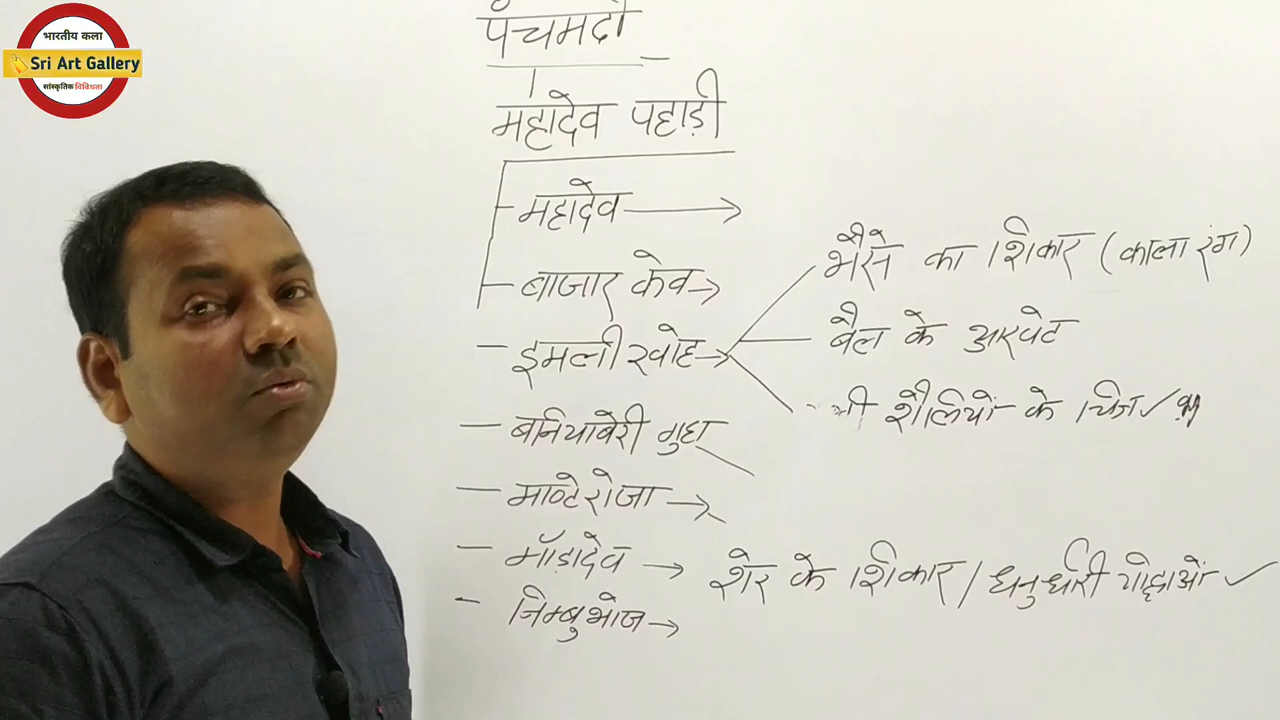 भारतीय कला
Sri Art Gallery
सांस्कृतिक विविधता
पंचमढ़ी
महादेव पहाड़ी
महादेव →
बाजार केव →
इमली खोह →
भैंसे का शिकार (काला रंग)
बैल के आखेट
शैलियों के चित्र ✓
बनियाबेरी गुहा
माण्टेरोजा →
मॉड़ादेव → शेर के शिकार / धनुर्धारी योद्धाओं ✓
निम्बुभोज →